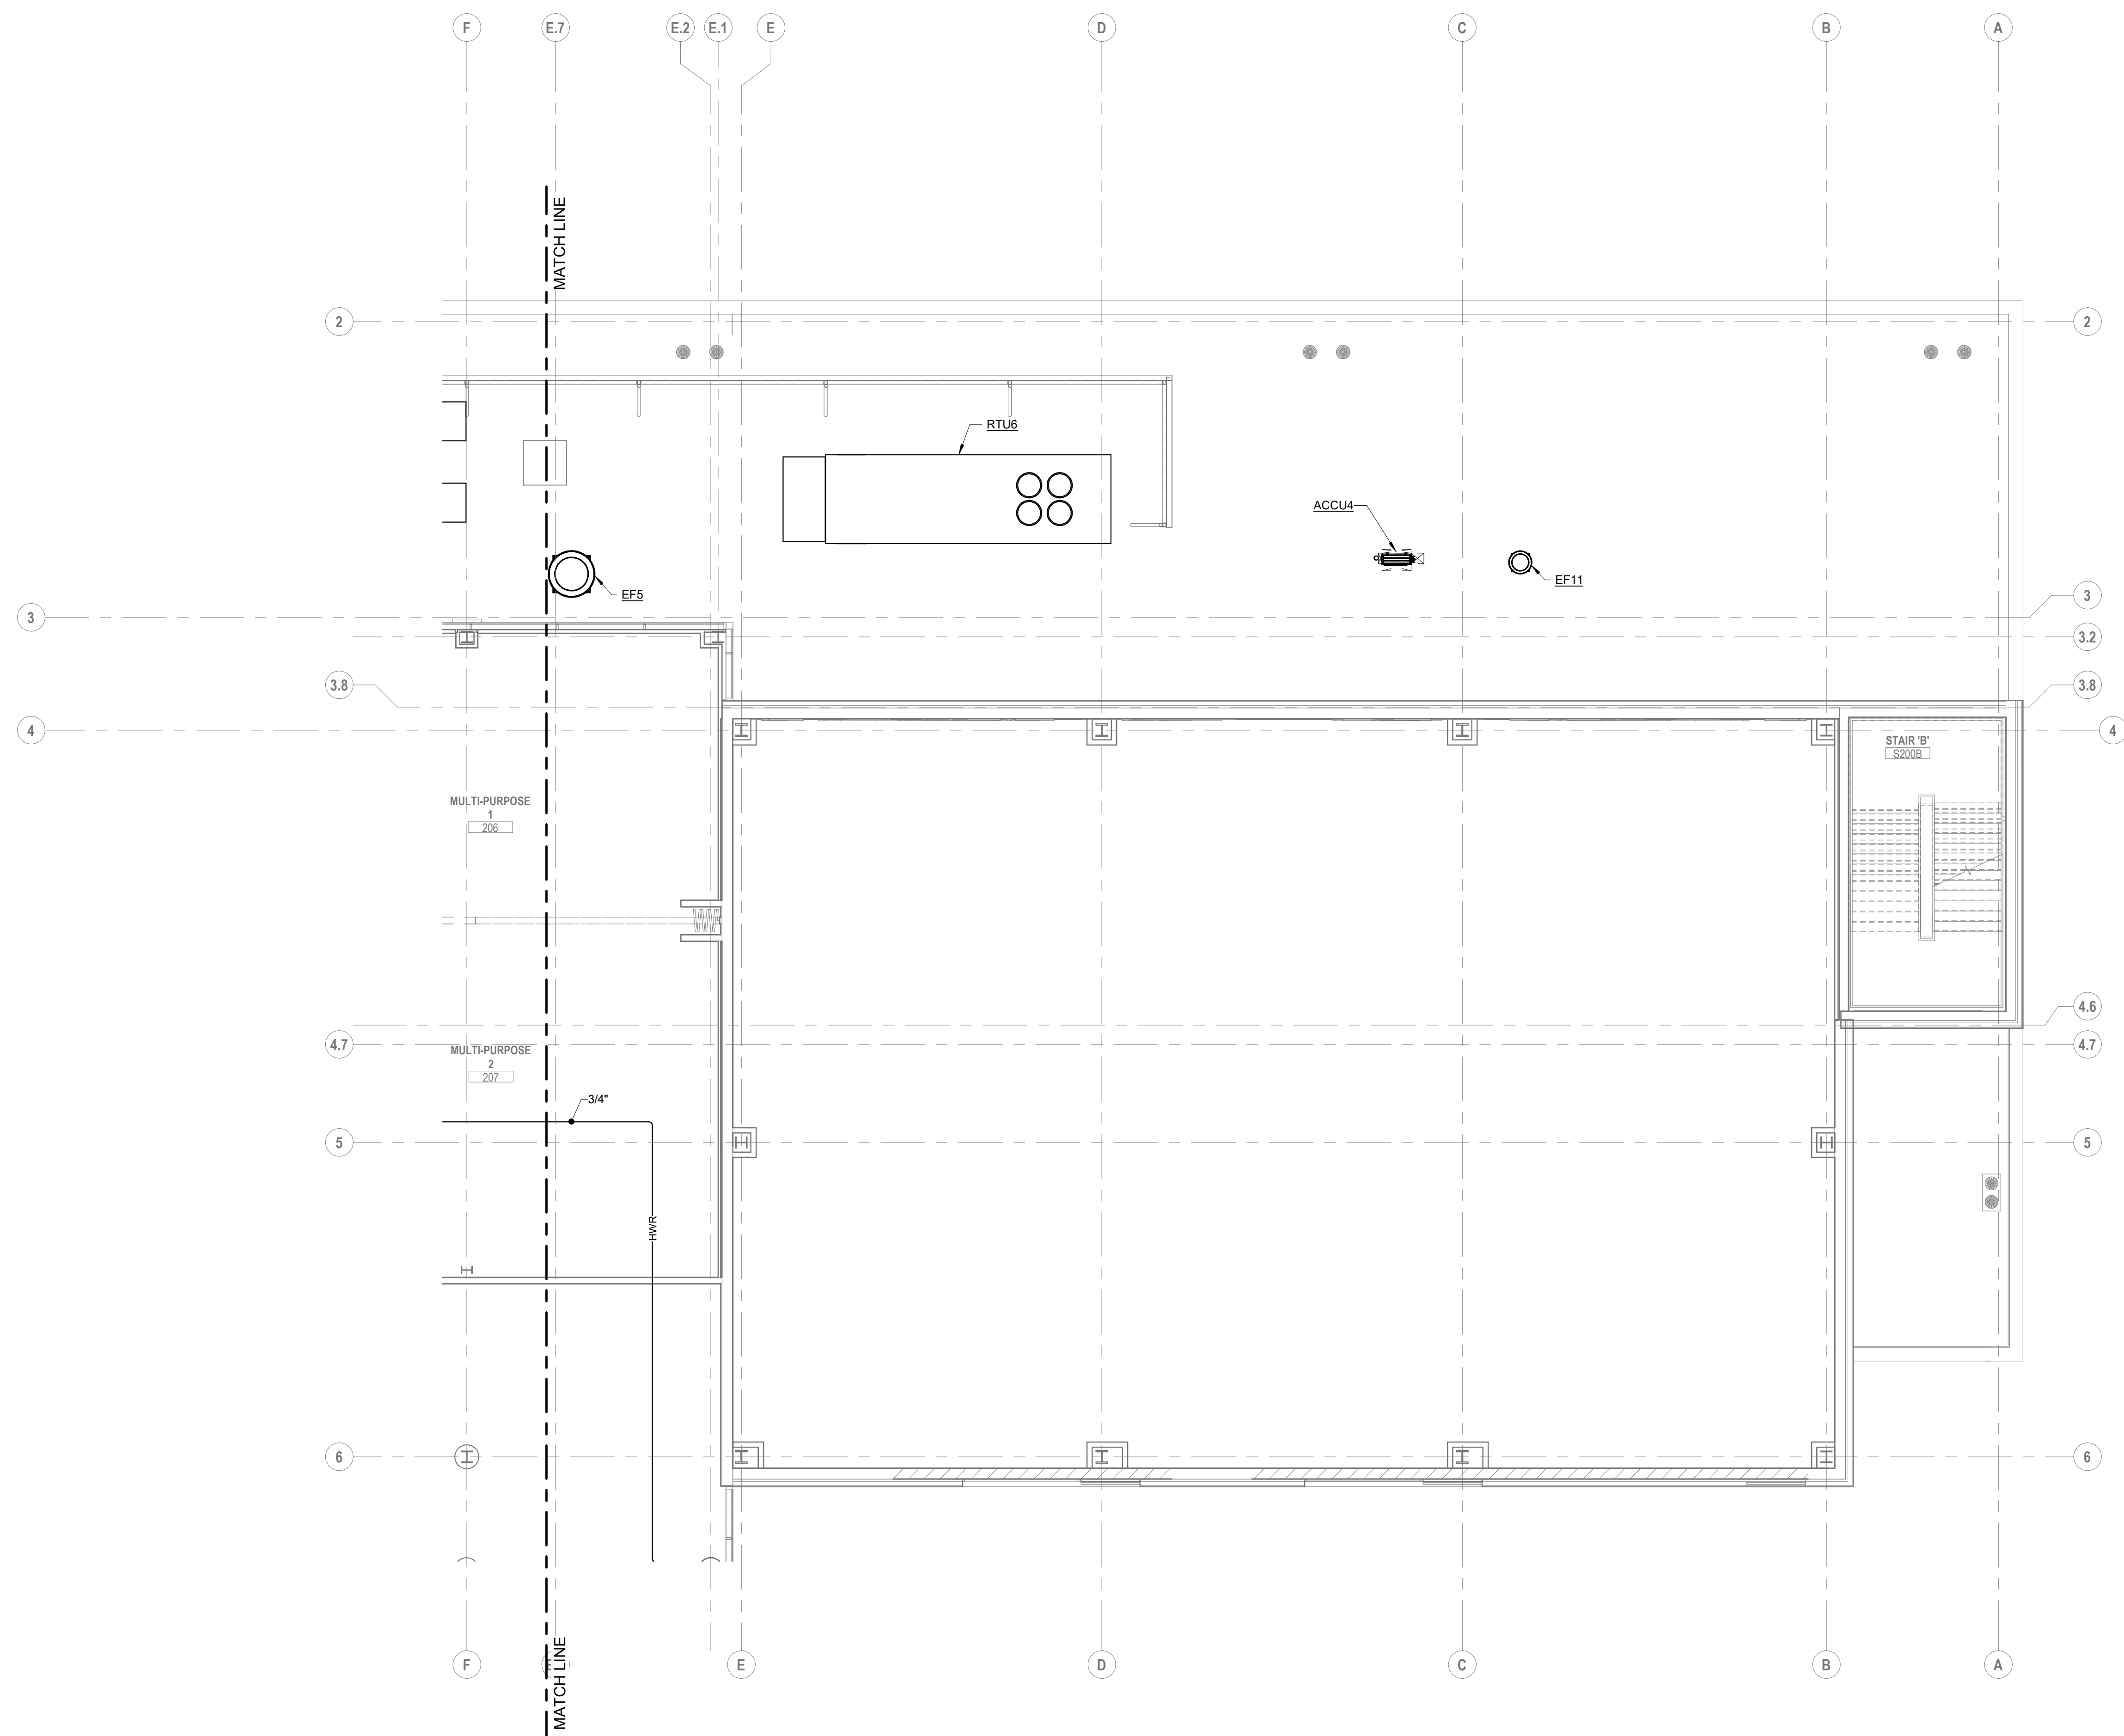 F
E.7
E.2
E.1
E
D
C
B
A
MATCH LINE
2
2
RTU6
ACCU4
EF5
EF11
3
3
3.2
3.8
3.8
4
4
STAIR 'B'
S200B
MULTI-PURPOSE
1
206
4.6
4.7
4.7
MULTI-PURPOSE
2
207
3/4"
5
5
HWR
6
6
MATCH LINE
F
E
D
C
B
A